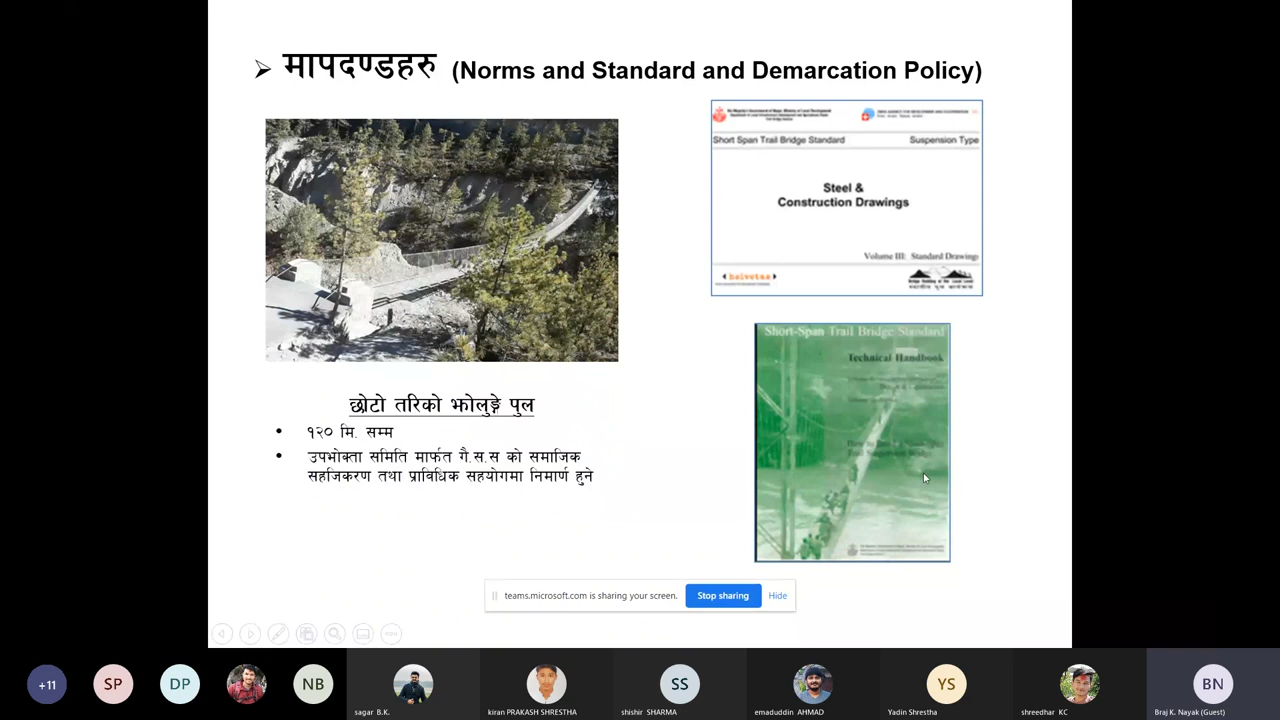 ➢ मापदण्डहरु (Norms and Standard and Demarcation Policy)
Short Span Trail Bridge Standard Suspension Type
Steel &
Construction Drawings
Volume III: Standard Drawings
helvetas
Short-Span Trail Bridge Standard
Technical Handbook
छोटो तरिको झोलुङ्गे पुल
• १२० मि. सम्म
• उपभोक्ता समिति मार्फत गै.स.स को समाजिक
सहजिकरण तथा प्राविधिक सहयोगमा निमार्ण हुने
teams.microsoft.com is sharing your screen. Stop sharing Hide
+11 SP DP NB SS YS BN
sagar B.K. kiran PRAKASH SHRESTHA shishir SHARMA emaduddin AHMAD Yadin Shrestha shreedhar KC Braj K. Nayak (Guest)